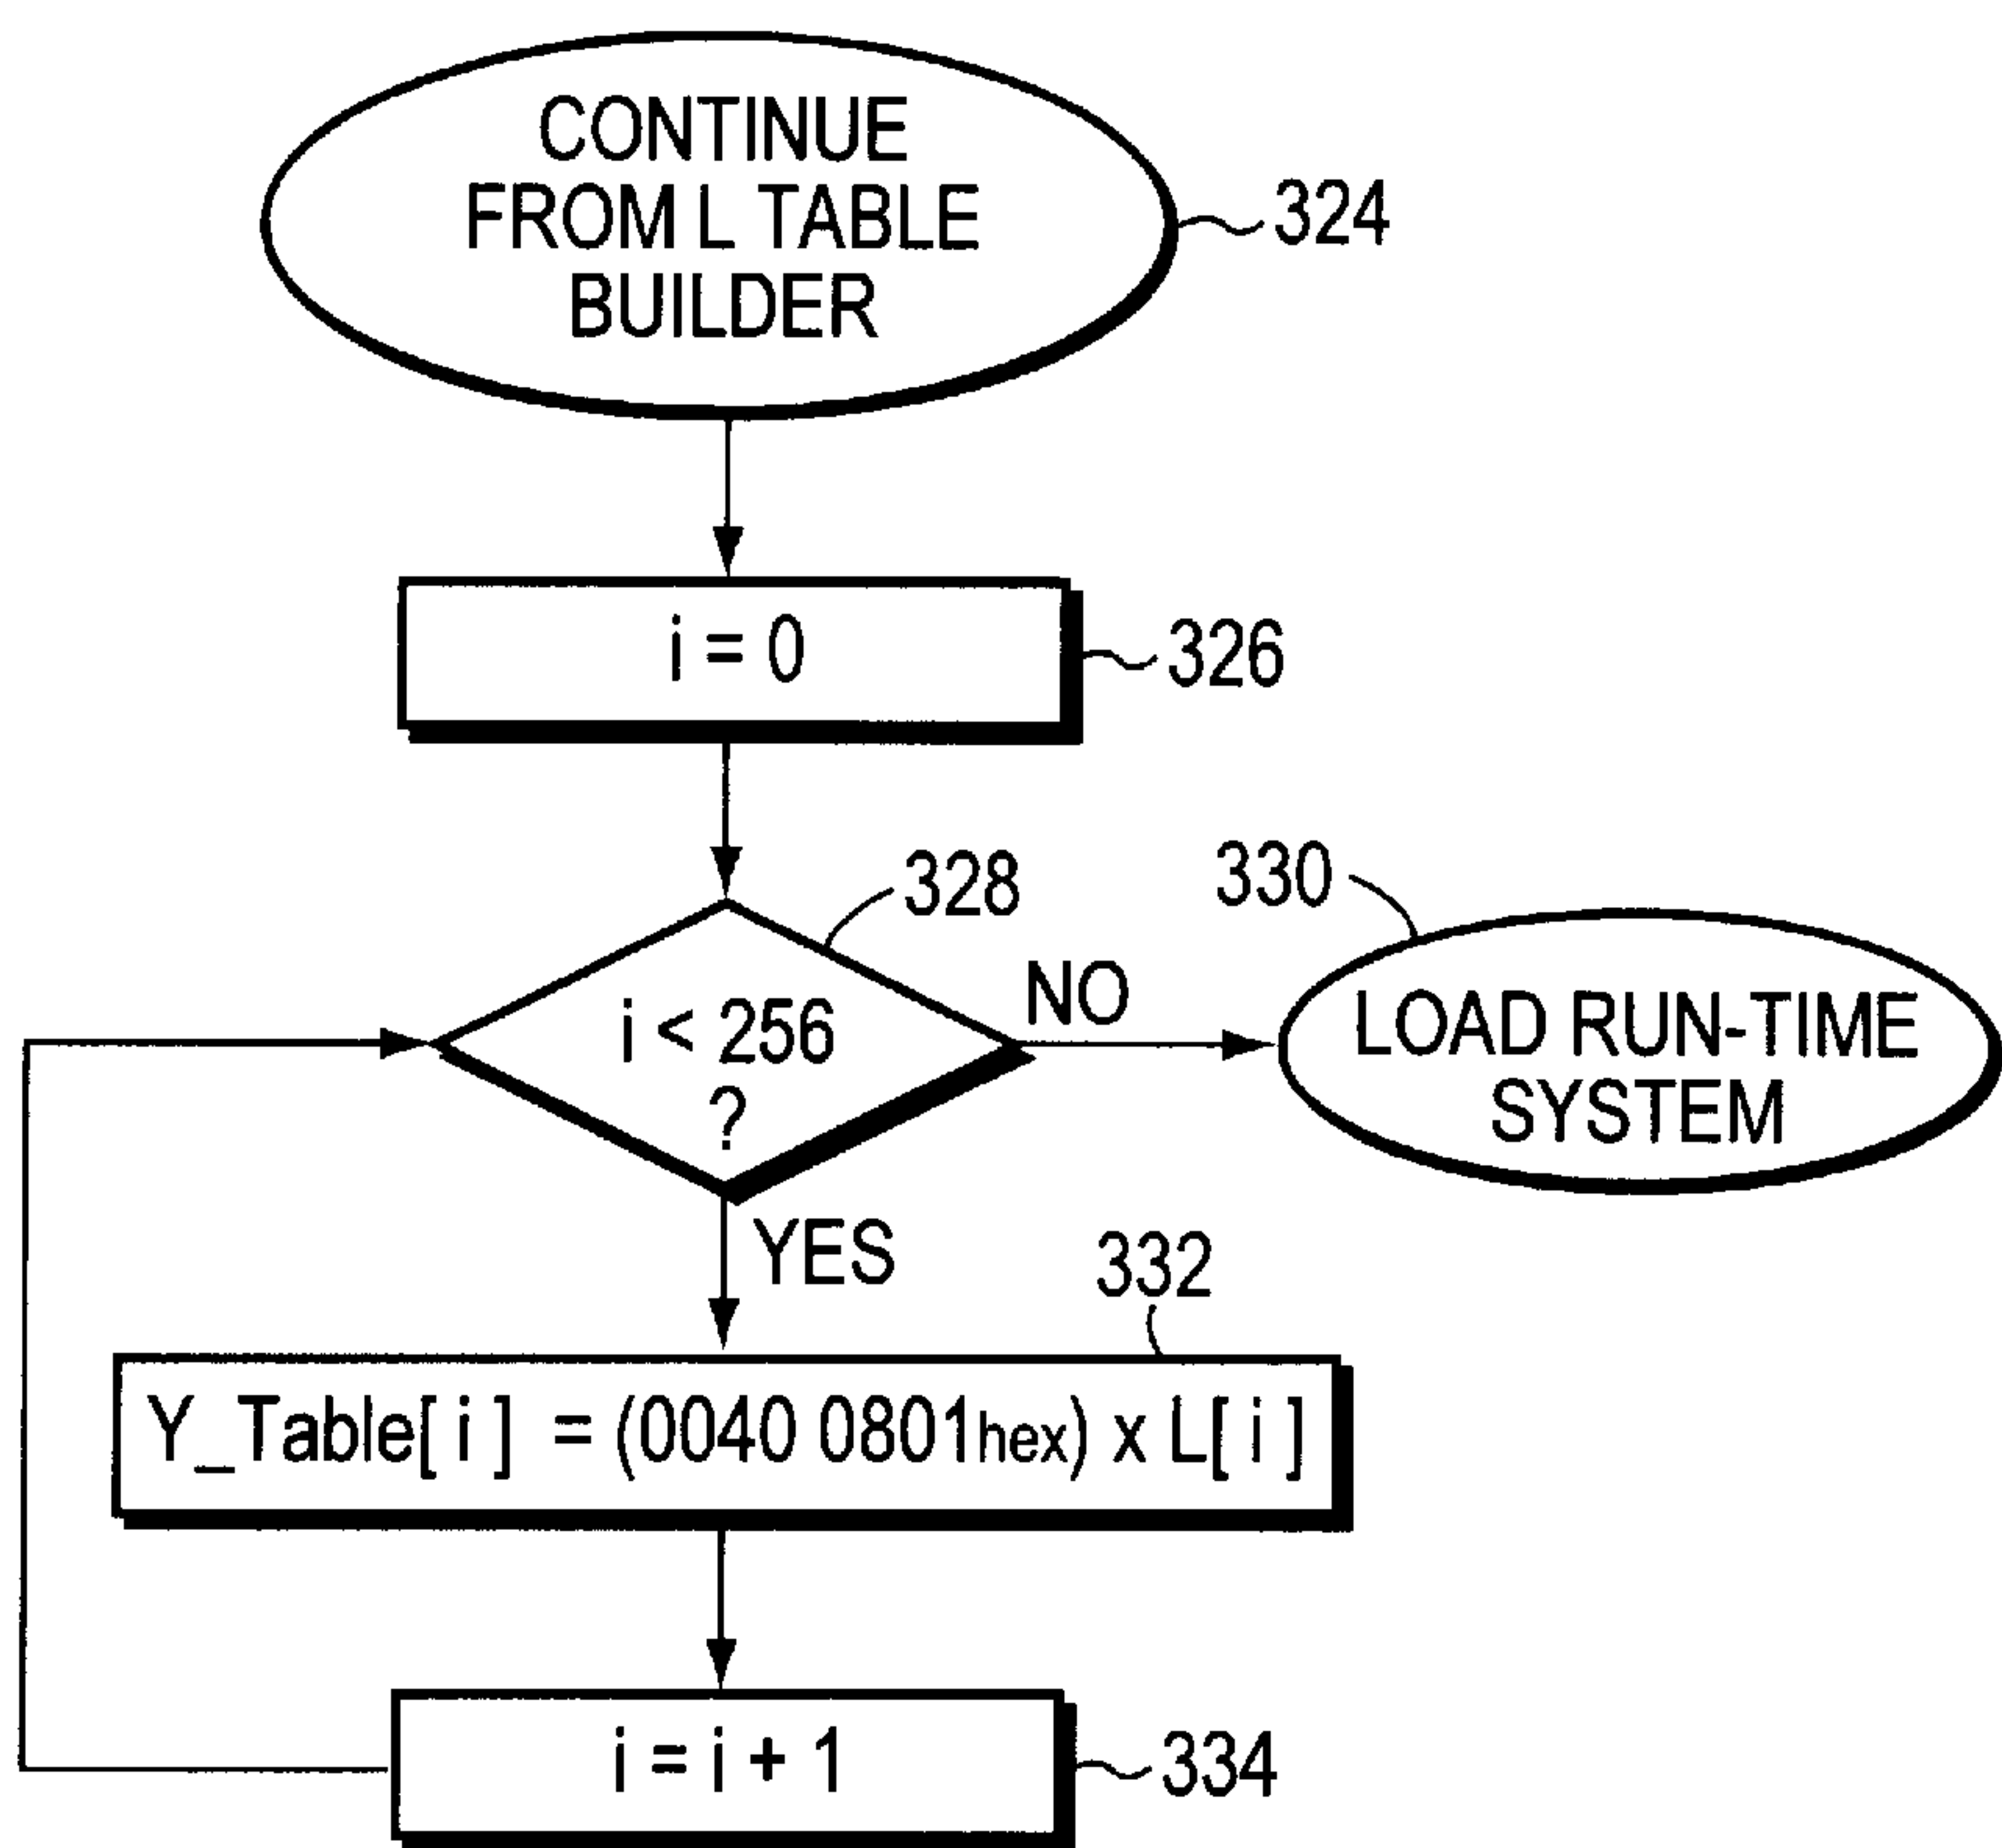 CONTINUE
FROM L TABLE
BUILDER
324
i = 0
326
328
330
i < 256
?
NO
LOAD RUN-TIME
SYSTEM
YES
332
Y_Table[ i ] = (0040 0801hex) x L[ i ]
i = i + 1
334